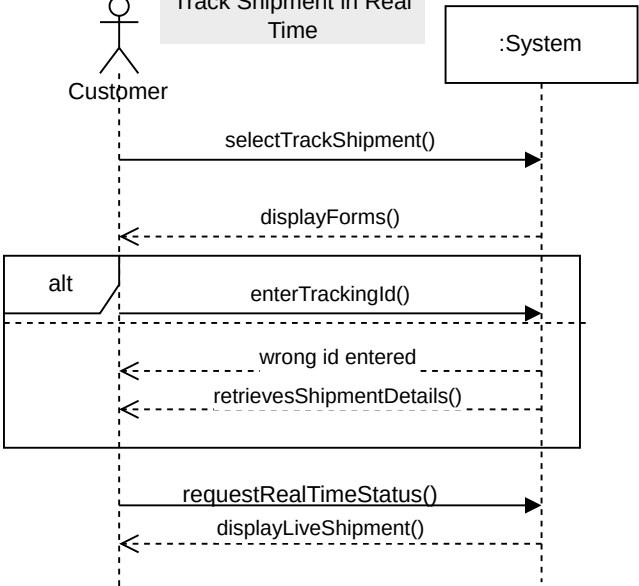 Track Shipment in Real
Time
:System
Customer
selectTrackShipment()
displayForms()
alt
enterTrackingId()
wrong id entered
retrievesShipmentDetails()
requestRealTimeStatus()
displayLiveShipment()